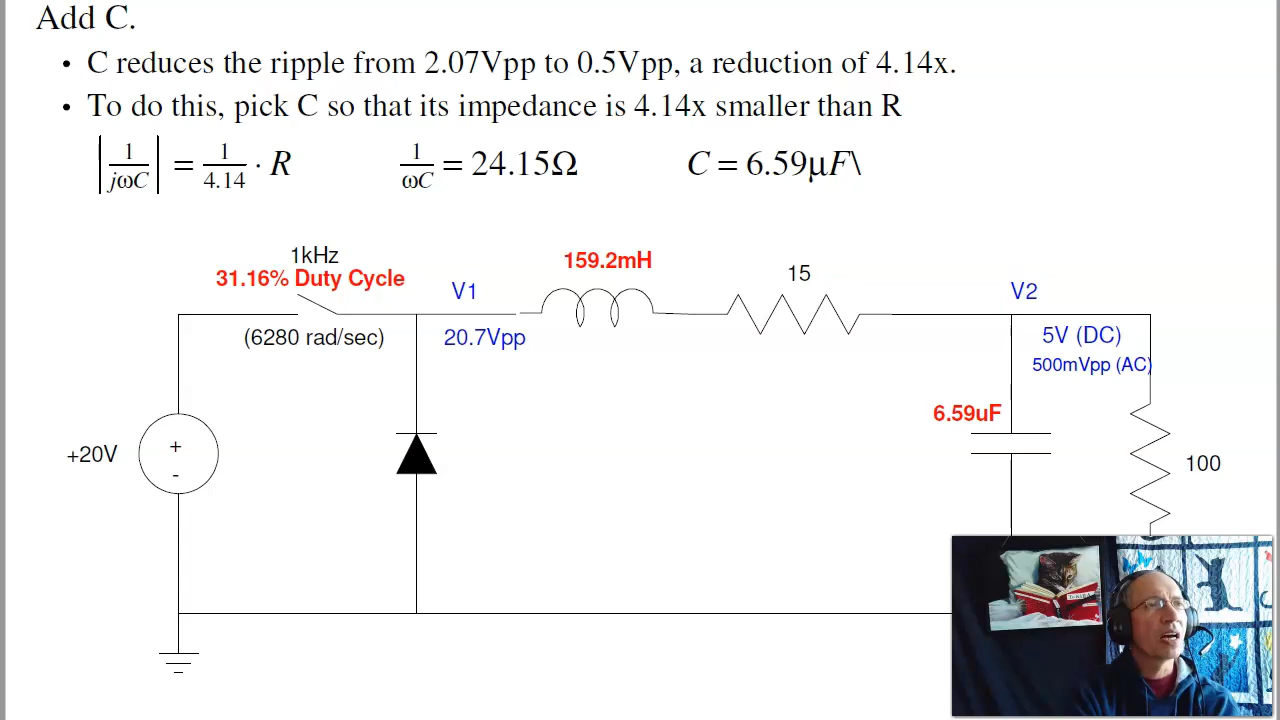 Add C.
• C reduces the ripple from 2.07Vpp to 0.5Vpp, a reduction of 4.14x.
• To do this, pick C so that its impedance is 4.14x smaller than R
|1/jωC| = 1/4.14 · R    1/ωC = 24.15Ω    C = 6.59μF\
1kHz
31.16% Duty Cycle
(6280 rad/sec)
V1
20.7Vpp
159.2mH
15
V2
5V (DC)
500mVpp (AC)
6.59uF
+20V
+
-
100